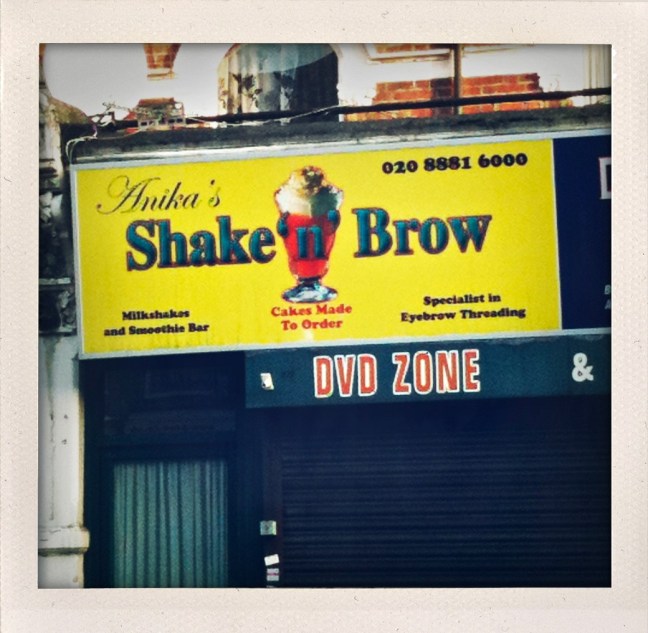 020 8881 6000
Anika's
Shake 'n' Brow
Milkshakes
and Smoothie Bar
Cakes Made
To Order
Specialist in
Eyebrow Threading
DVD ZONE &